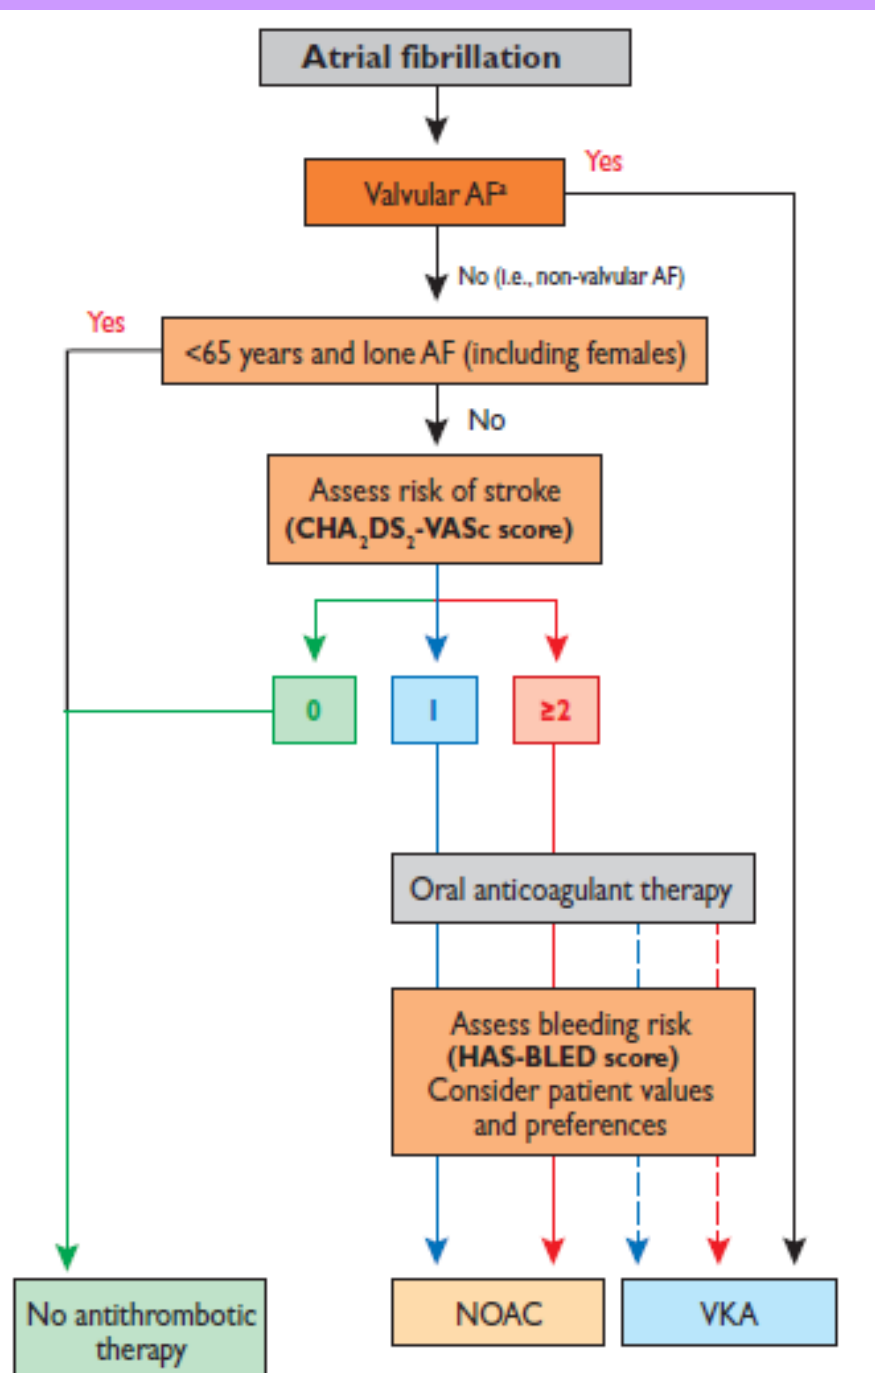 Atrial fibrillation
Yes
Valvular AFª
No (i.e., non-valvular AF)
Yes
<65 years and lone AF (including females)
No
Assess risk of stroke
(CHA₂DS₂-VASc score)
0
1
≥2
Oral anticoagulant therapy
Assess bleeding risk
(HAS-BLED score)
Consider patient values
and preferences
No antithrombotic
therapy
NOAC
VKA